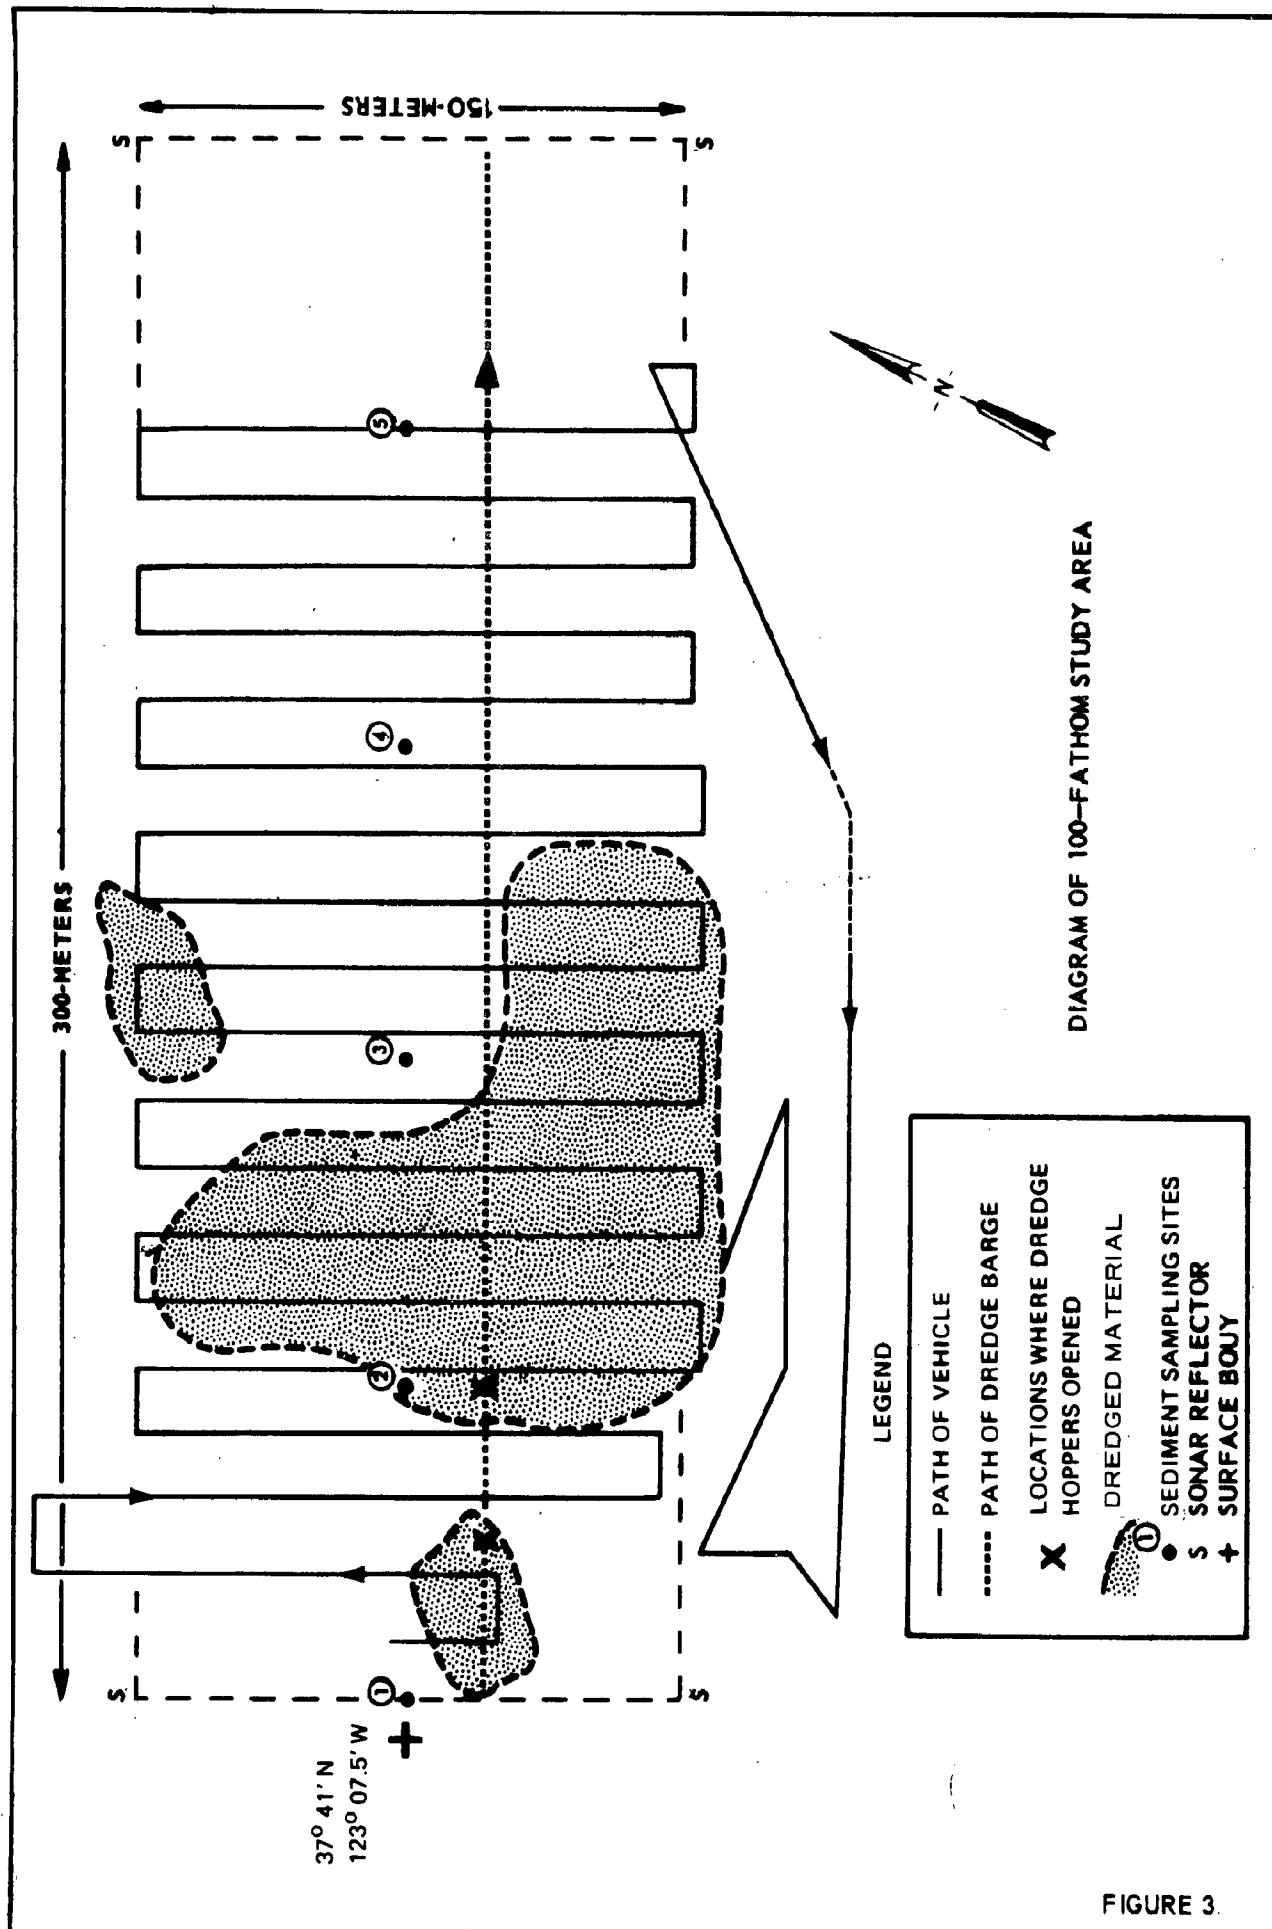 300-METERS
150-METERS
S
S
S
S
37° 41' N
123° 07.5' W
+
1
2
3
4
5
N
DIAGRAM OF 100-FATHOM STUDY AREA
LEGEND
PATH OF VEHICLE
PATH OF DREDGE BARGE
X LOCATIONS WHERE DREDGE
HOPPERS OPENED
DREDGED MATERIAL
1 SEDIMENT SAMPLING SITES
S SONAR REFLECTOR
+ SURFACE BOUY
FIGURE 3.